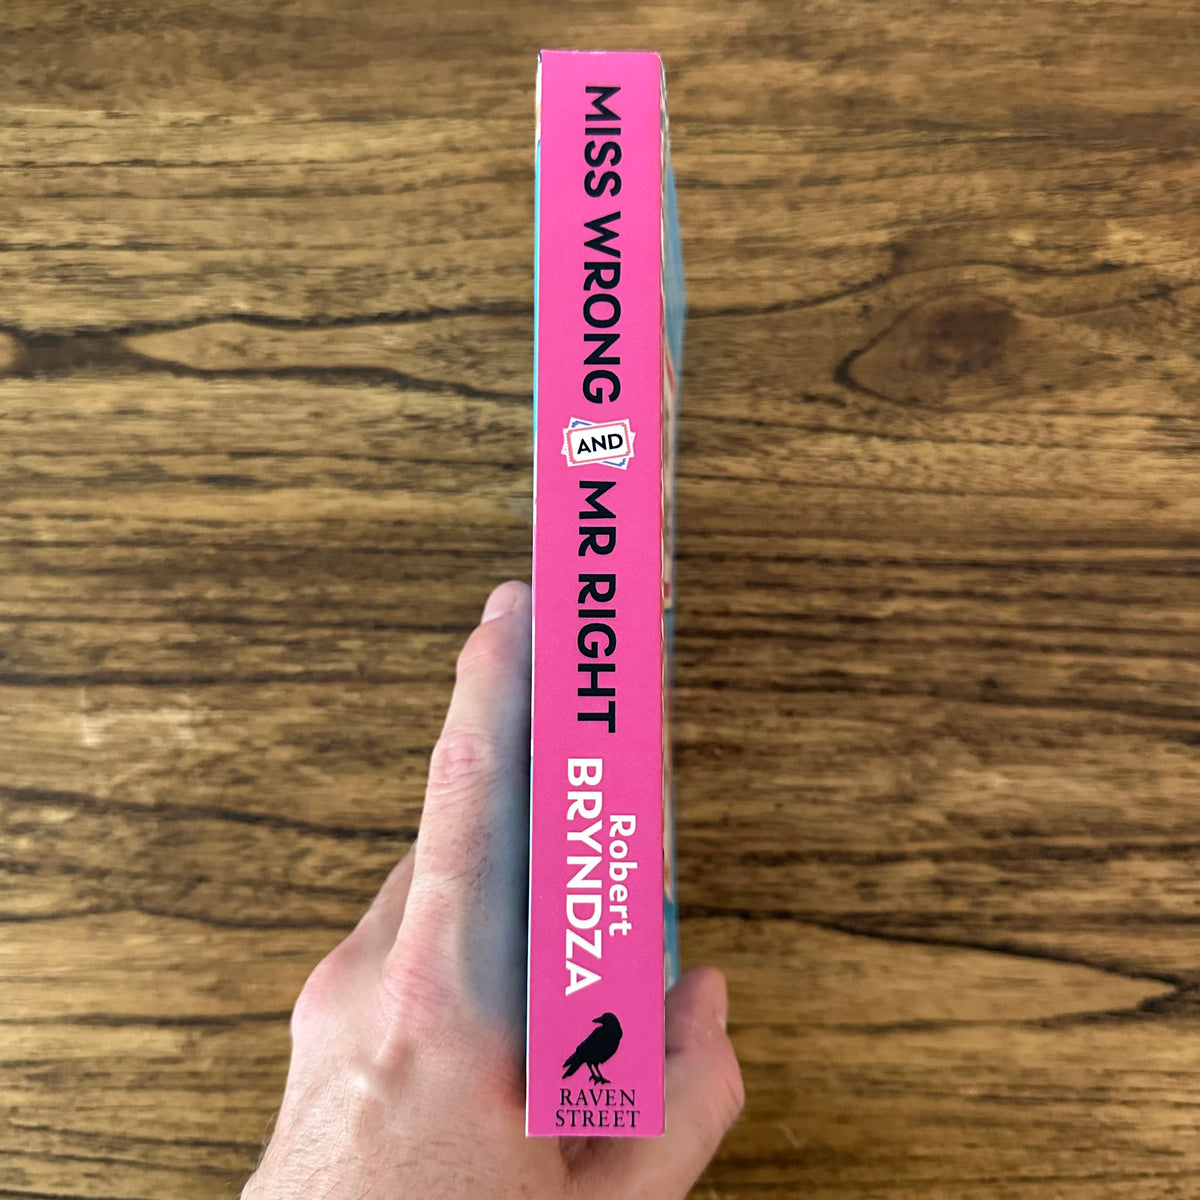 MISS WRONG AND MR RIGHT
Robert
BRYNDZA
RAVEN
STREET